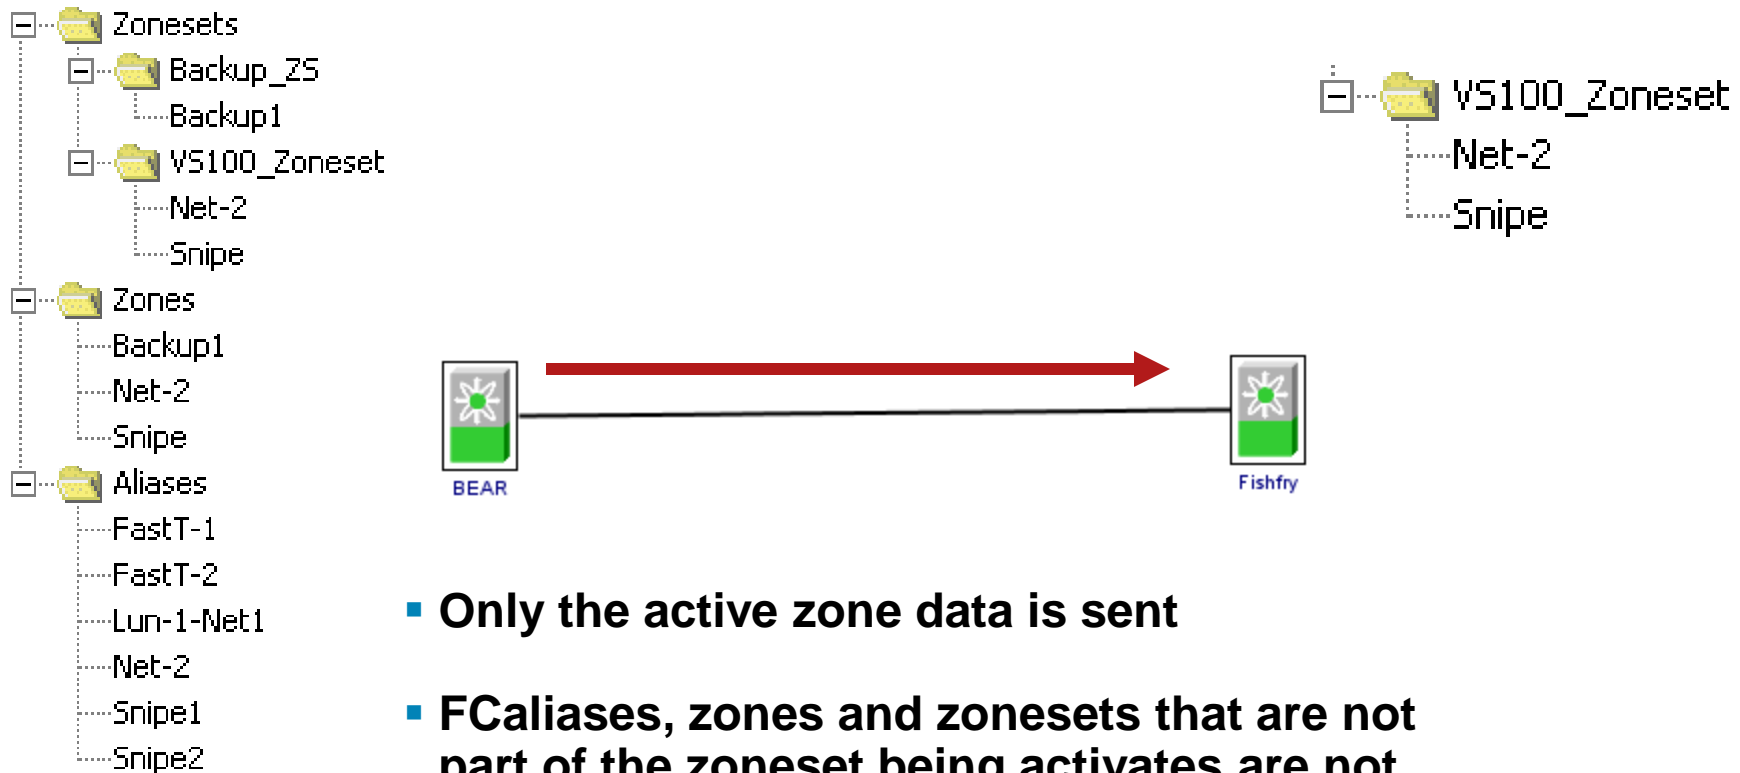 Zonesets
Backup_ZS
Backup1
VS100_Zoneset
Net-2
Snipe
Zones
Backup1
Net-2
Snipe
Aliases
FastT-1
FastT-2
Lun-1-Net1
Net-2
Snipe1
Snipe2
VS100_Zoneset
Net-2
Snipe
BEAR
Fishfry
Only the active zone data is sent
FCaliases, zones and zonesets that are not
part of the zoneset being activates are not